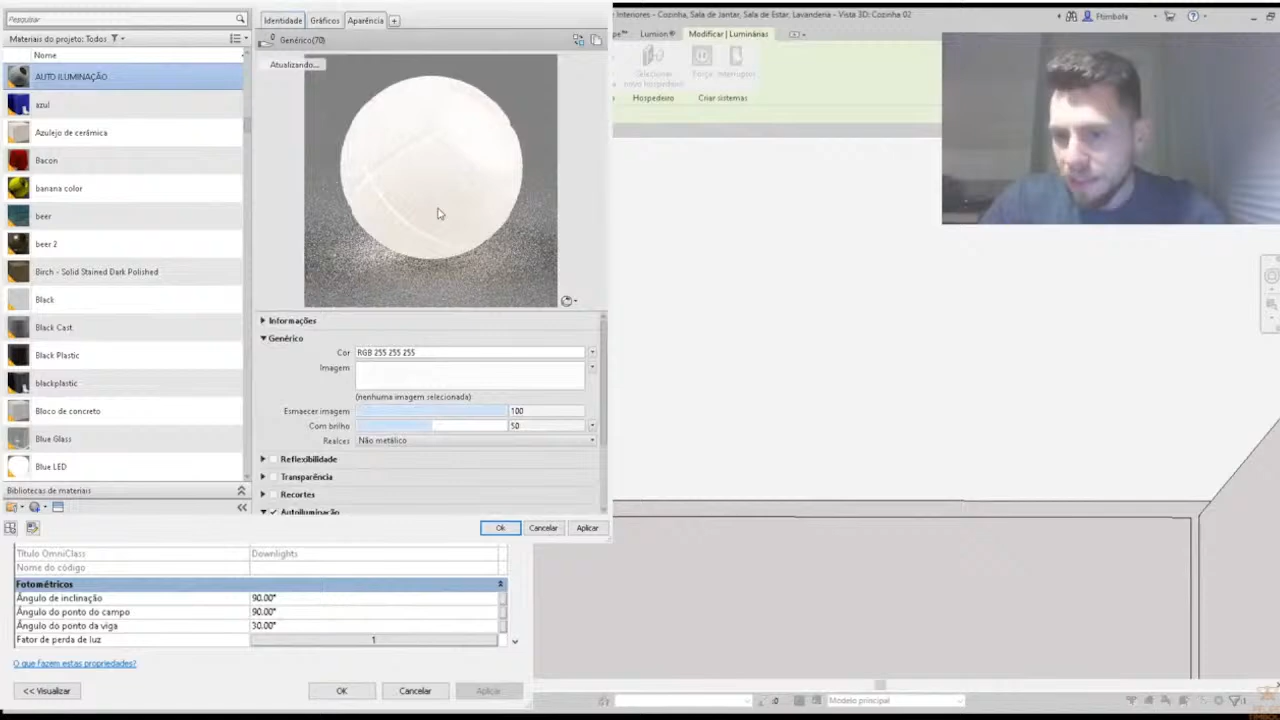 Pesquisar
Identidade Gráficos Aparência
Materiais do projeto: Todos
Genérico(70)
Nome
Atualizando...
AUTO ILUMINAÇÃO
azul
Azulejo de cerâmica
Bacon
banana color
beer
beer 2
Birch - Solid Stained Dark Polished
Black
Black Cast
Black Plastic
blackplastic
Bloco de concreto
Blue Glass
Blue LED
Bibliotecas de materiais
Informações
Genérico
Cor RGB 255 255 255
Imagem
(nenhuma imagem selecionada)
Esmaecer imagem 100
Com brilho 50
Realces Não metálico
Reflexibilidade
Transparência
Recortes
Autoiluminação
Ok Cancelar Aplicar
Título OmniClass Downlights
Nome do código
Fotométricos
Ângulo de inclinação 90.00°
Ângulo do ponto do campo 90.00°
Ângulo do ponto da viga 30.00°
Fator de perda de luz 1
O que fazem estas propriedades?
<< Visualizar OK Cancelar Aplicar
Interiores - Cozinha, Sala de Jantar, Sala de Estar, Lavanderia - Vista 3D: Cozinha 02
Ftimbola
Lumion® Modificar | Luminárias
Selecionar
novo hospedeiro
Força Interruptor
Hospedeiro Criar sistemas
:0 Modelo principal